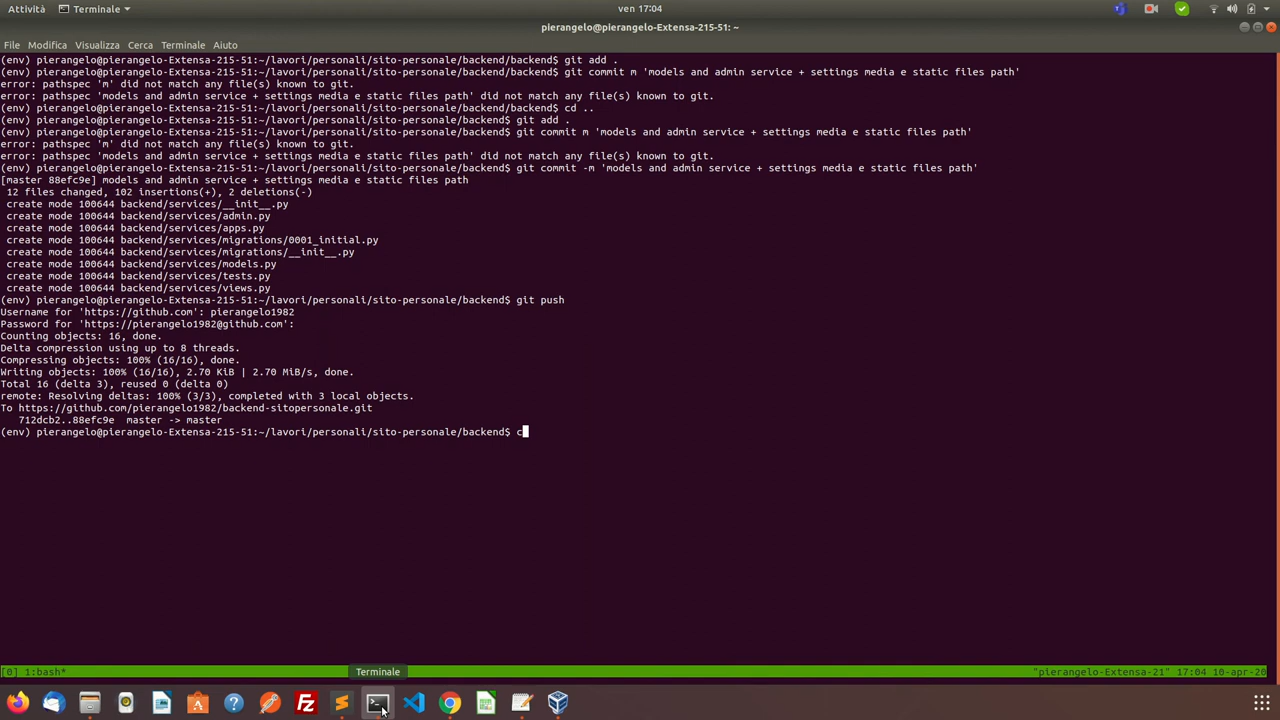 Attività
Terminale
ven 17:04
pierangelo@pierangelo-Extensa-215-51: ~
File Modifica Visualizza Cerca Terminale Aiuto
(env) pierangelo@pierangelo-Extensa-215-51:~/lavori/personali/sito-personale/backend/backend$ git add .
(env) pierangelo@pierangelo-Extensa-215-51:~/lavori/personali/sito-personale/backend/backend$ git commit m 'models and admin service + settings media e static files path'
error: pathspec 'm' did not match any file(s) known to git.
error: pathspec 'models and admin service + settings media e static files path' did not match any file(s) known to git.
(env) pierangelo@pierangelo-Extensa-215-51:~/lavori/personali/sito-personale/backend/backend$ cd ..
(env) pierangelo@pierangelo-Extensa-215-51:~/lavori/personali/sito-personale/backend$ git add .
(env) pierangelo@pierangelo-Extensa-215-51:~/lavori/personali/sito-personale/backend$ git commit m 'models and admin service + settings media e static files path'
error: pathspec 'm' did not match any file(s) known to git.
error: pathspec 'models and admin service + settings media e static files path' did not match any file(s) known to git.
(env) pierangelo@pierangelo-Extensa-215-51:~/lavori/personali/sito-personale/backend$ git commit -m 'models and admin service + settings media e static files path'
[master 88efc9e] models and admin service + settings media e static files path
12 files changed, 102 insertions(+), 2 deletions(-)
create mode 100644 backend/services/__init__.py
create mode 100644 backend/services/admin.py
create mode 100644 backend/services/apps.py
create mode 100644 backend/services/migrations/0001_initial.py
create mode 100644 backend/services/migrations/__init__.py
create mode 100644 backend/services/models.py
create mode 100644 backend/services/tests.py
create mode 100644 backend/services/views.py
(env) pierangelo@pierangelo-Extensa-215-51:~/lavori/personali/sito-personale/backend$ git push
Username for 'https://github.com': pierangelo1982
Password for 'https://pierangelo1982@github.com':
Counting objects: 16, done.
Delta compression using up to 8 threads.
Compressing objects: 100% (16/16), done.
Writing objects: 100% (16/16), 2.70 KiB | 2.70 MiB/s, done.
Total 16 (delta 3), reused 0 (delta 0)
remote: Resolving deltas: 100% (3/3), completed with 3 local objects.
To https://github.com/pierangelo1982/backend-sitopersonale.git
712dcb2..88efc9e master -> master
(env) pierangelo@pierangelo-Extensa-215-51:~/lavori/personali/sito-personale/backend$ c
[0] 1:bash*
Terminale
"pierangelo-Extensa-21" 17:04 10-apr-20